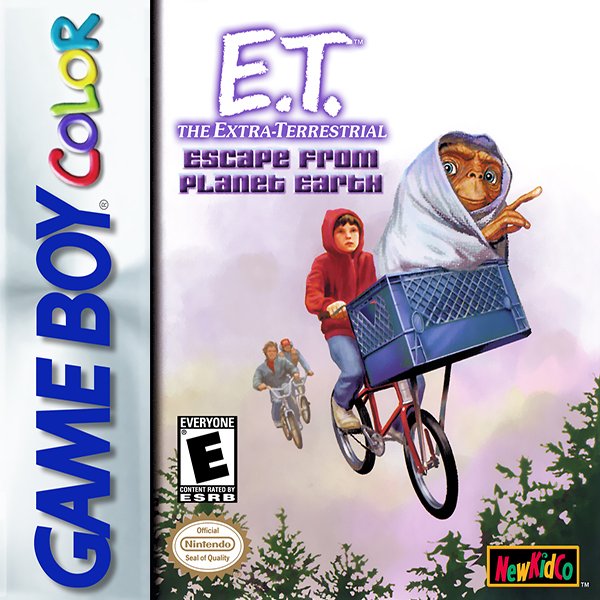 GAME BOY COLOR
®
E.T.
™
THE EXTRA-TERRESTRIAL
ESCAPE FROM
PLANET EARTH
EVERYONE
E
CONTENT RATED BY
ESRB
Official
Nintendo
Seal of Quality
NewKidCo
™